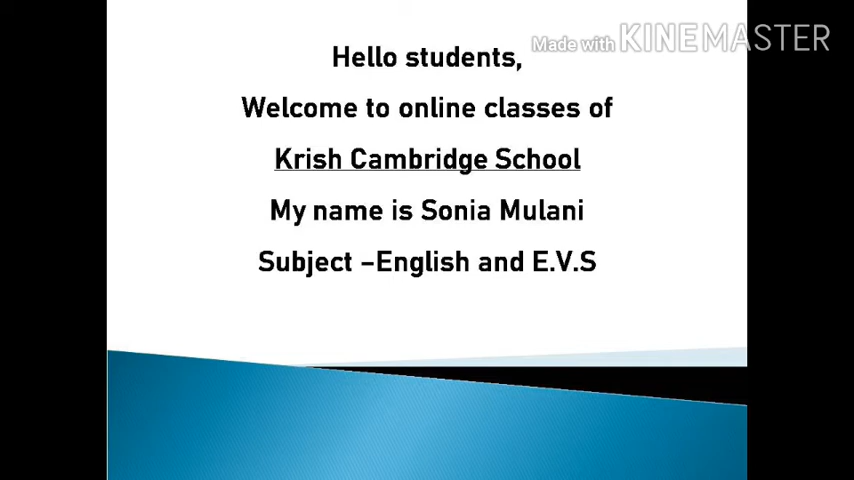 Made with KINEMASTER
Hello students,
Welcome to online classes of
Krish Cambridge School
My name is Sonia Mulani
Subject –English and E.V.S